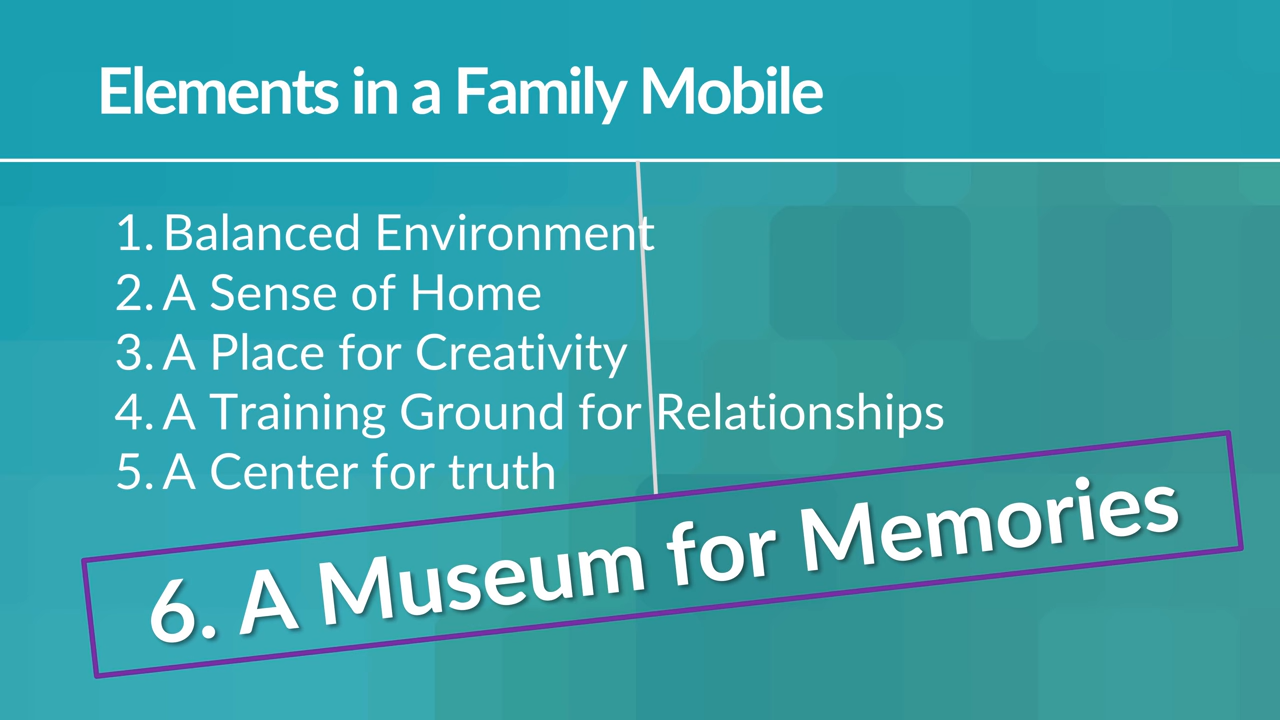 Elements in a Family Mobile
1. Balanced Environment
2. A Sense of Home
3. A Place for Creativity
4. A Training Ground for Relationships
5. A Center for truth
6. A Museum for Memories